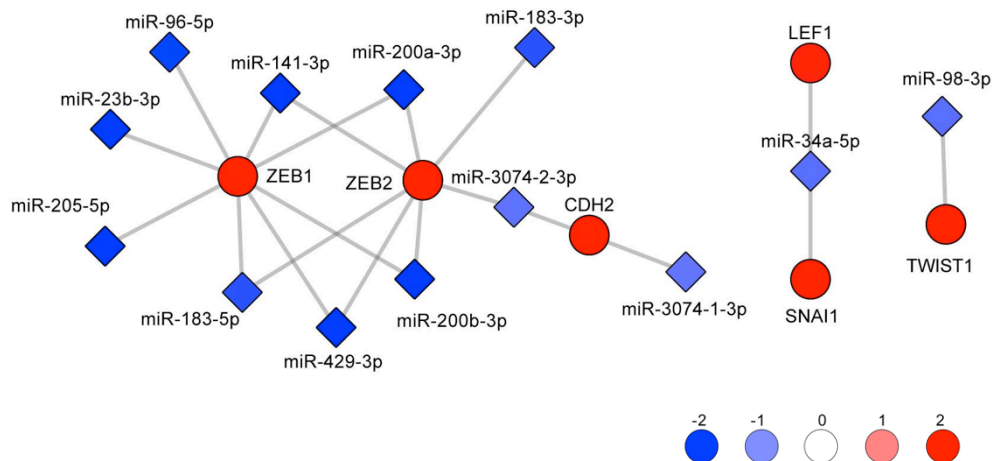 miR-96-5p
miR-183-3p
miR-141-3p
miR-200a-3p
LEF1
miR-98-3p
miR-23b-3p
miR-34a-5p
ZEB1
ZEB2
miR-3074-2-3p
CDH2
miR-205-5p
TWIST1
miR-183-5p
miR-200b-3p
miR-3074-1-3p
SNAI1
miR-429-3p
-2 -1 0 1 2